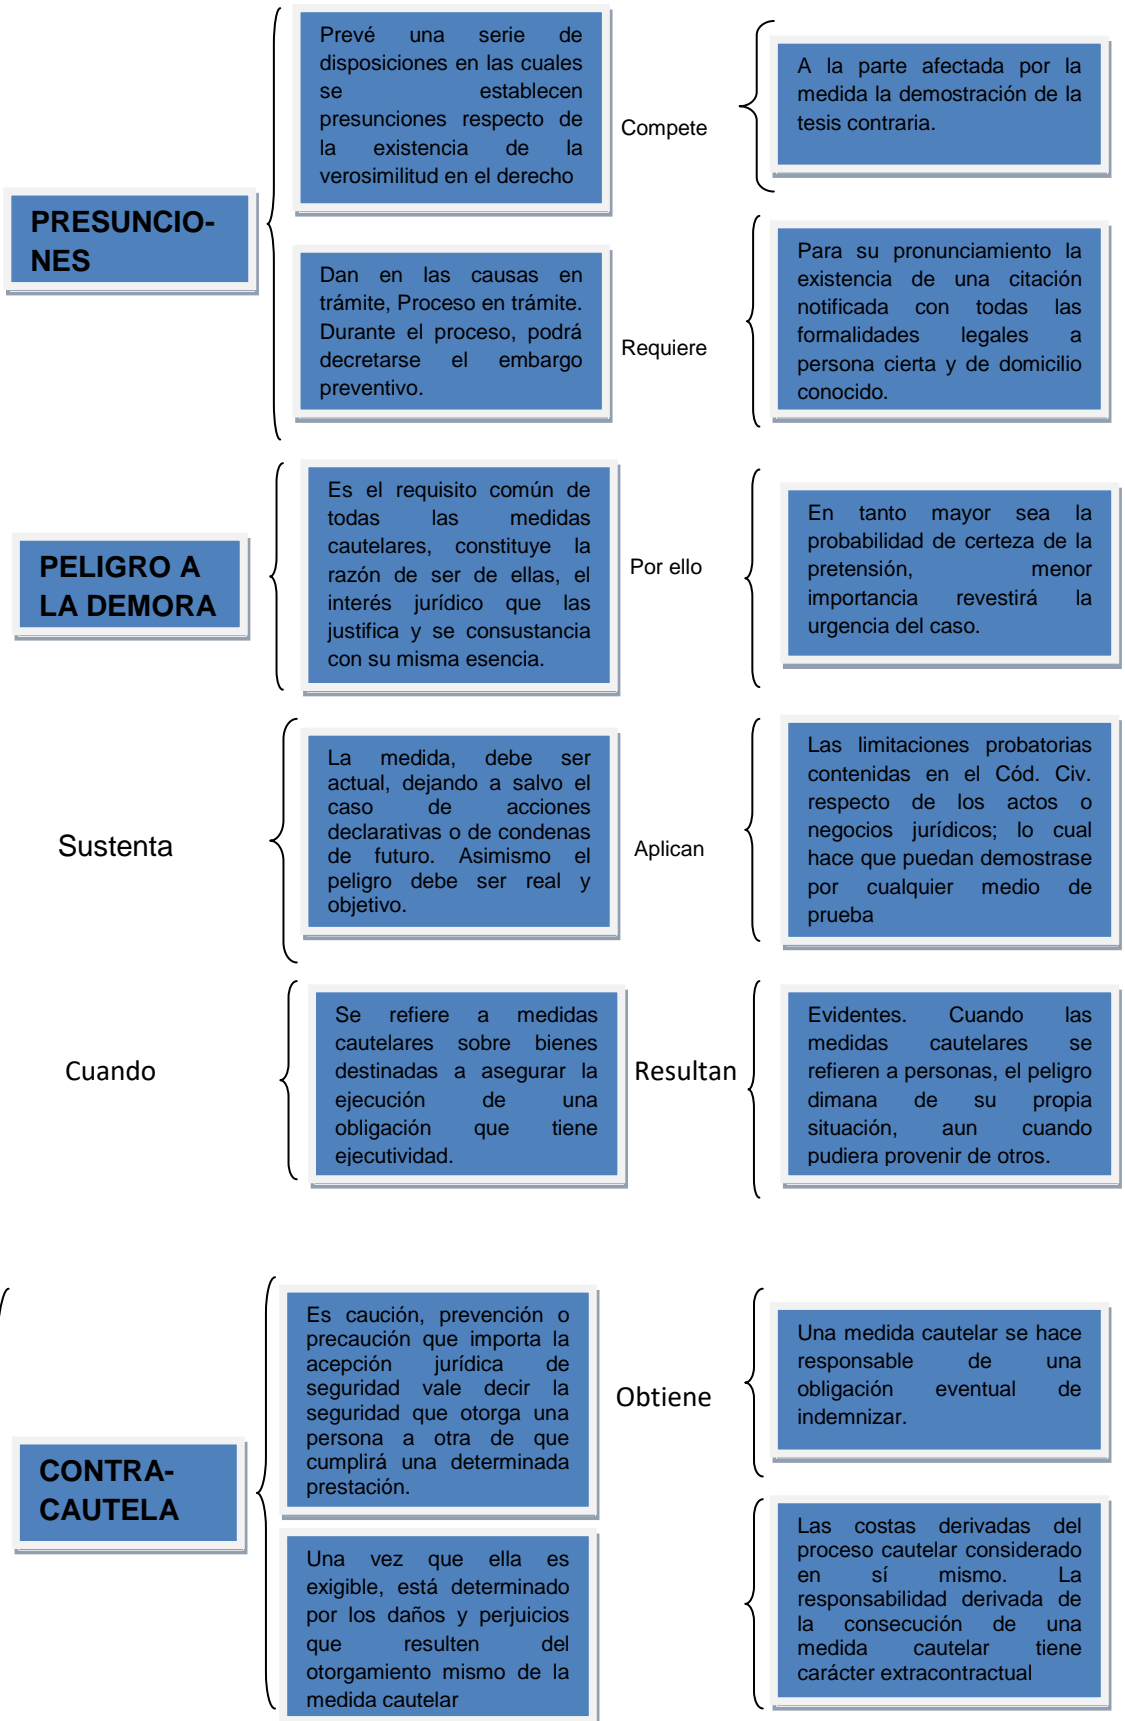 PRESUNCIO-
NES
Prevé una serie de
disposiciones en las cuales
se establecen
presunciones respecto de
la existencia de la
verosimilitud en el derecho
Compete
A la parte afectada por la
medida la demostración de la
tesis contraria.
Dan en las causas en
trámite, Proceso en trámite.
Durante el proceso, podrá
decretarse el embargo
preventivo.
Requiere
Para su pronunciamiento la
existencia de una citación
notificada con todas las
formalidades legales a
persona cierta y de domicilio
conocido.
PELIGRO A
LA DEMORA
Es el requisito común de
todas las medidas
cautelares, constituye la
razón de ser de ellas, el
interés jurídico que las
justifica y se consustancia
con su misma esencia.
Por ello
En tanto mayor sea la
probabilidad de certeza de la
pretensión, menor
importancia revestirá la
urgencia del caso.
Sustenta
La medida, debe ser
actual, dejando a salvo el
caso de acciones
declarativas o de condenas
de futuro. Asimismo el
peligro debe ser real y
objetivo.
Aplican
Las limitaciones probatorias
contenidas en el Cód. Civ.
respecto de los actos o
negocios jurídicos; lo cual
hace que puedan demostrase
por cualquier medio de
prueba
Cuando
Se refiere a medidas
cautelares sobre bienes
destinadas a asegurar la
ejecución de una
obligación que tiene
ejecutividad.
Resultan
Evidentes. Cuando las
medidas cautelares se
refieren a personas, el peligro
dimana de su propia
situación, aun cuando
pudiera provenir de otros.
CONTRA-
CAUTELA
Es caución, prevención o
precaución que importa la
acepción jurídica de
seguridad vale decir la
seguridad que otorga una
persona a otra de que
cumplirá una determinada
prestación.
Obtiene
Una medida cautelar se hace
responsable de una
obligación eventual de
indemnizar.
Una vez que ella es
exigible, está determinado
por los daños y perjuicios
que resulten del
otorgamiento mismo de la
medida cautelar
Las costas derivadas del
proceso cautelar considerado
en sí mismo. La
responsabilidad derivada de
la consecución de una
medida cautelar tiene
carácter extracontractual